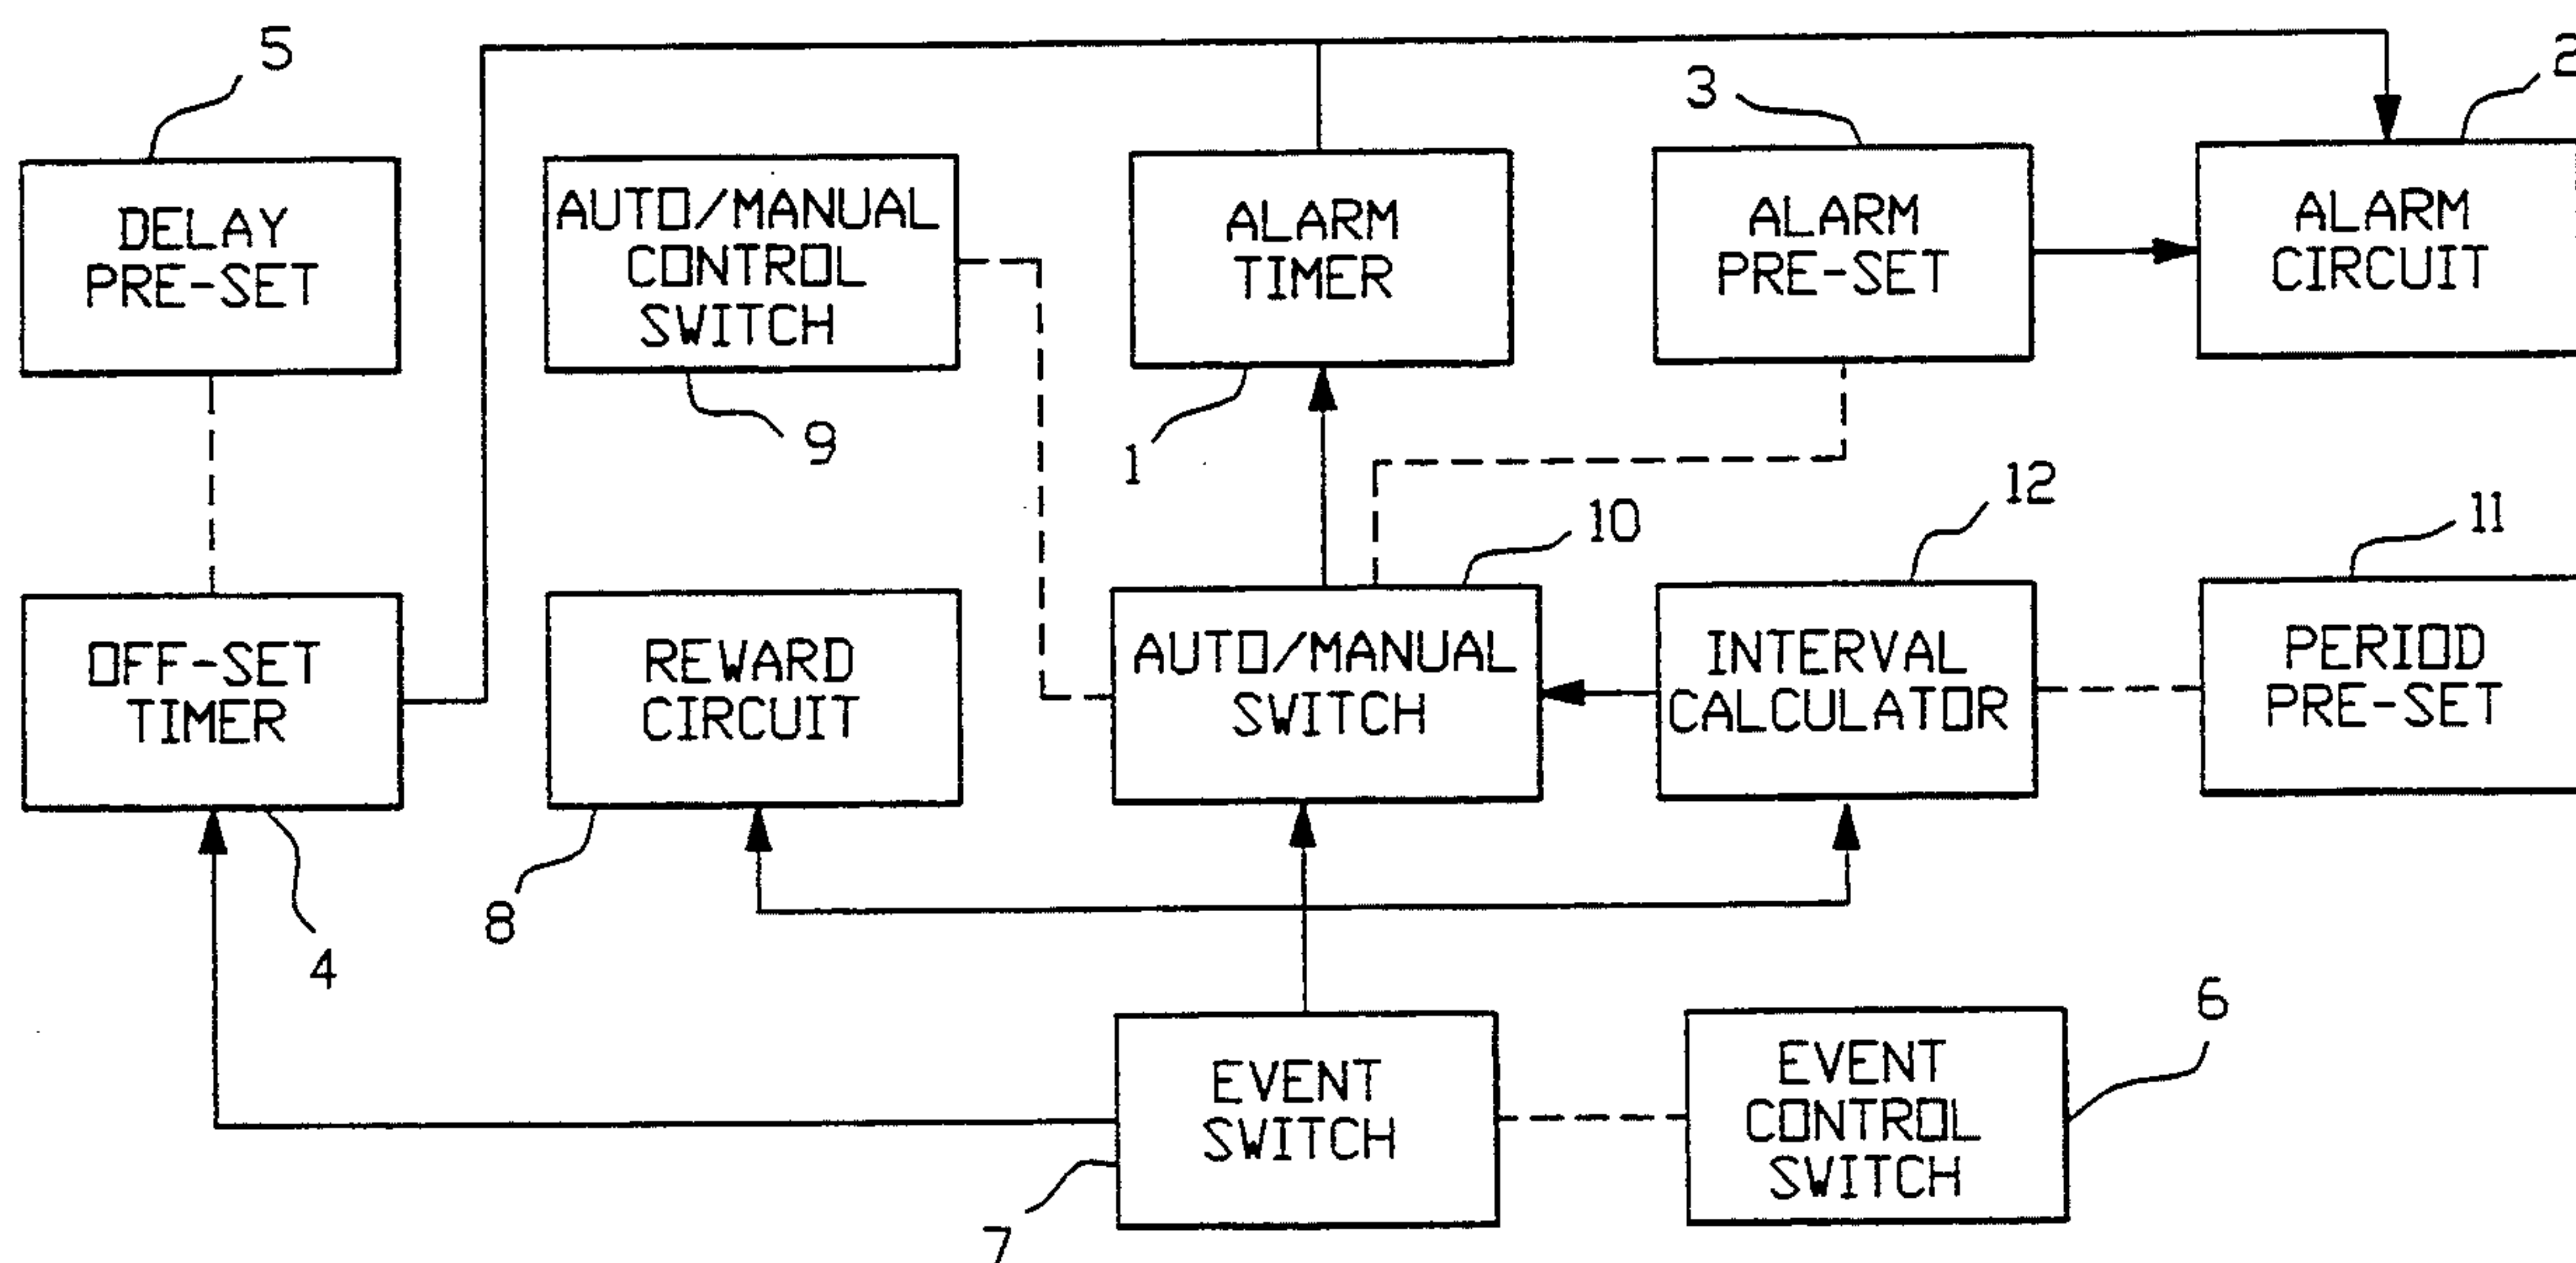 5
2
3
DELAY
PRE-SET
AUTO/MANUAL
CONTROL
SWITCH
ALARM
TIMER
ALARM
PRE-SET
ALARM
CIRCUIT
9
1
12
10
11
OFF-SET
TIMER
REWARD
CIRCUIT
AUTO/MANUAL
SWITCH
INTERVAL
CALCULATOR
PERIOD
PRE-SET
8
4
6
EVENT
SWITCH
EVENT
CONTROL
SWITCH
7